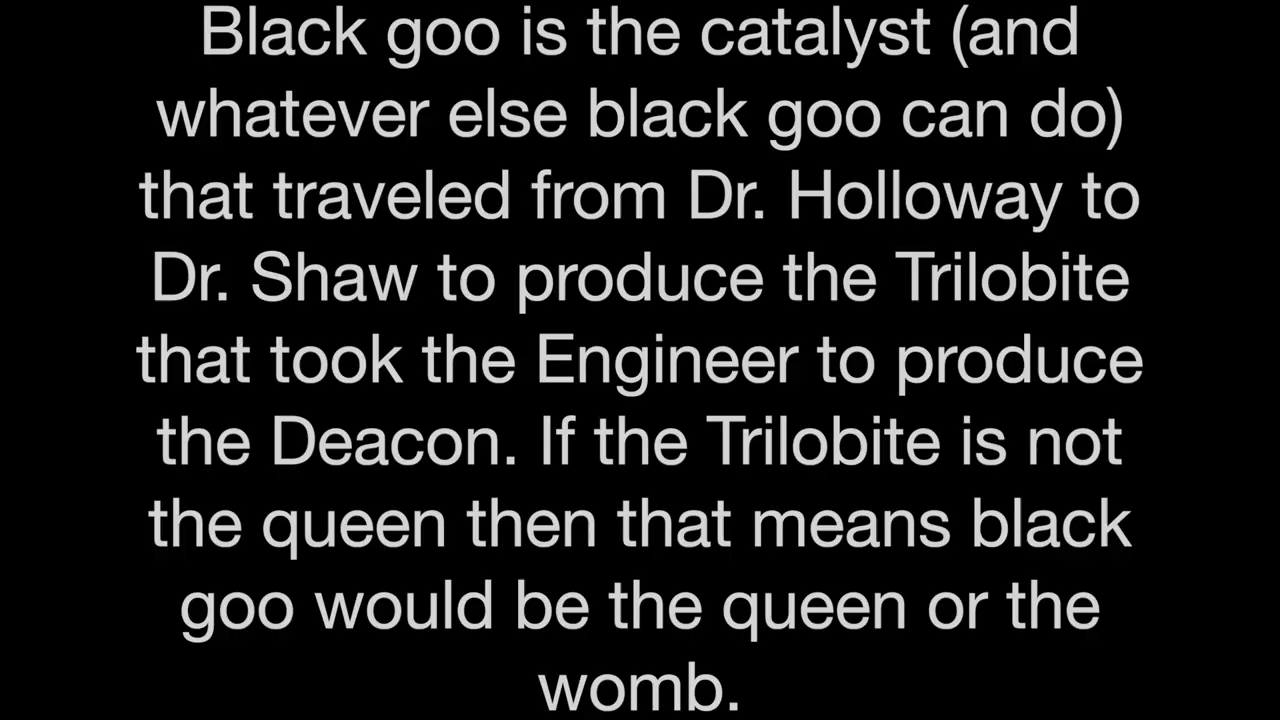 Black goo is the catalyst (and
whatever else black goo can do)
that traveled from Dr. Holloway to
Dr. Shaw to produce the Trilobite
that took the Engineer to produce
the Deacon. If the Trilobite is not
the queen then that means black
goo would be the queen or the
womb.